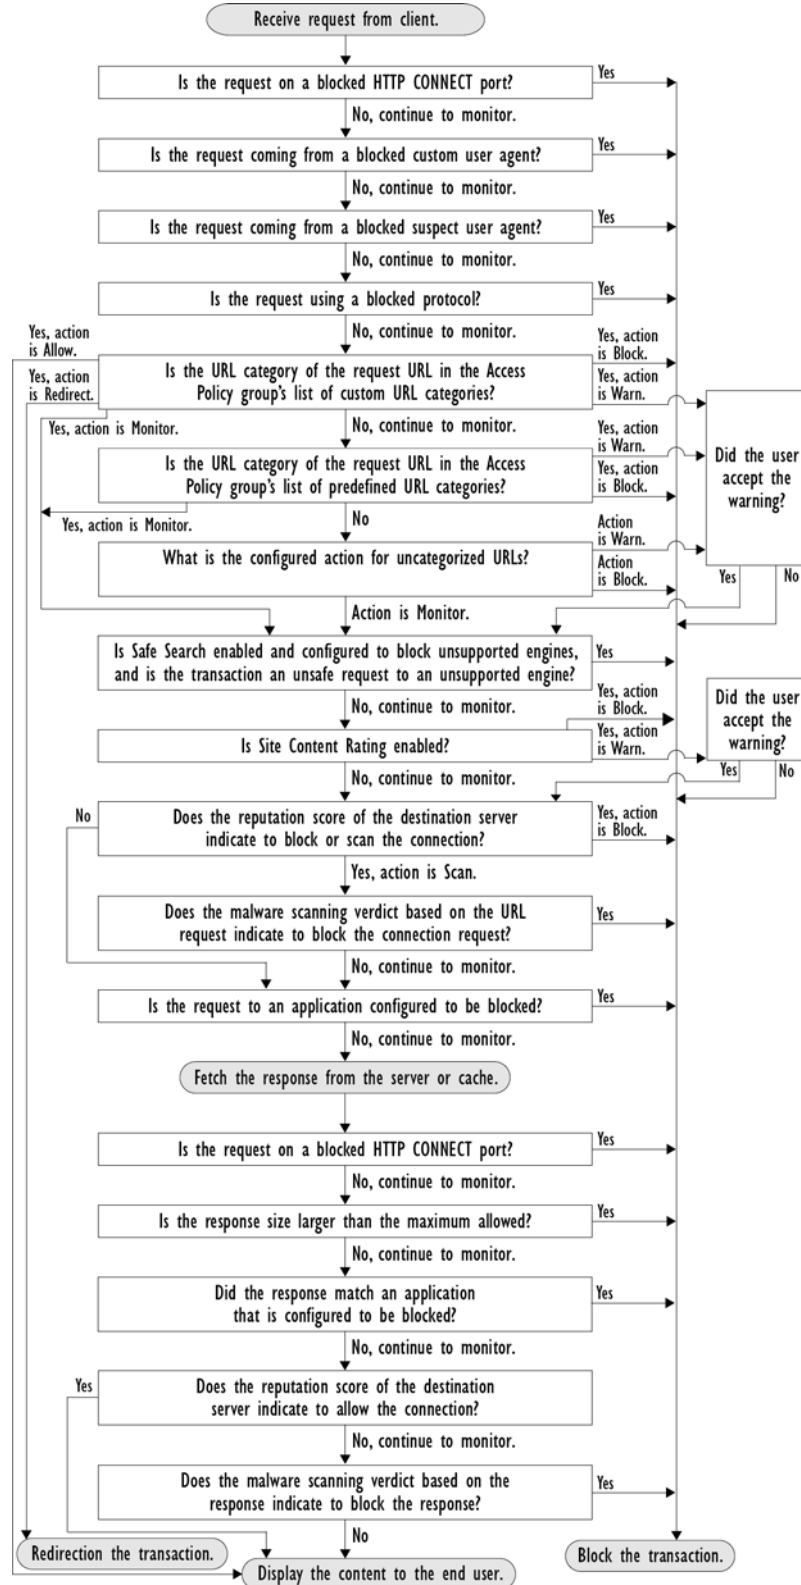 Receive request from client.
Is the request on a blocked HTTP CONNECT port?
Yes
No, continue to monitor.
Is the request coming from a blocked custom user agent?
Yes
No, continue to monitor.
Is the request coming from a blocked suspect user agent?
Yes
No, continue to monitor.
Is the request using a blocked protocol?
Yes
No, continue to monitor.
Yes, action
is Allow.
Yes, action
is Redirect.
Is the URL category of the request URL in the Access
Policy group's list of custom URL categories?
Yes, action
is Block.
Yes, action
is Warn.
Yes, action is Monitor.
No, continue to monitor.
Is the URL category of the request URL in the Access
Policy group's list of predefined URL categories?
Yes, action
is Warn.
Yes, action
is Block.
Did the user
accept the
warning?
Yes, action is Monitor.
No
What is the configured action for uncategorized URLs?
Action
is Warn.
Action
is Block.
Yes
No
Action is Monitor.
Is Safe Search enabled and configured to block unsupported engines,
and is the transaction an unsafe request to an unsupported engine?
Yes
No, continue to monitor.
Is Site Content Rating enabled?
Yes, action
is Block.
Yes, action
is Warn.
Did the user
accept the
warning?
Yes
No
No, continue to monitor.
No
Does the reputation score of the destination server
indicate to block or scan the connection?
Yes, action
is Block.
Yes, action is Scan.
Does the malware scanning verdict based on the URL
request indicate to block the connection request?
Yes
No, continue to monitor.
Is the request to an application configured to be blocked?
Yes
No, continue to monitor.
Fetch the response from the server or cache.
Is the request on a blocked HTTP CONNECT port?
Yes
No, continue to monitor.
Is the response size larger than the maximum allowed?
Yes
No, continue to monitor.
Did the response match an application
that is configured to be blocked?
Yes
No, continue to monitor.
Yes
Does the reputation score of the destination
server indicate to allow the connection?
No, continue to monitor.
Does the malware scanning verdict based on the
response indicate to block the response?
Yes
No
Redirection the transaction.
Display the content to the end user.
Block the transaction.